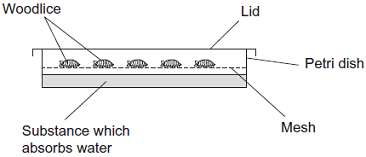 Woodlice
Lid
Petri dish
Mesh
Substance which
absorbs water